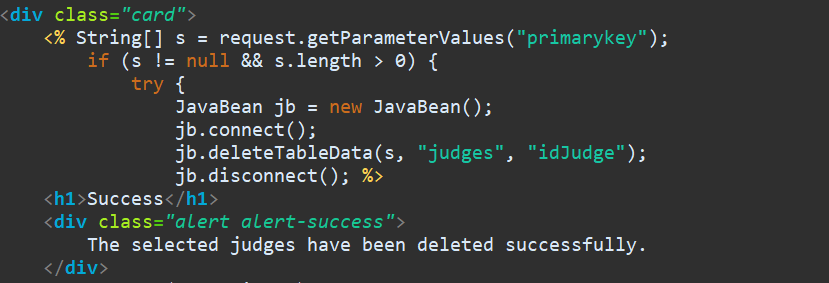 <div class="card">
<% String[] s = request.getParameterValues("primarykey");
if (s != null && s.length > 0) {
try {
JavaBean jb = new JavaBean();
jb.connect();
jb.deleteTableData(s, "judges", "idJudge");
jb.disconnect(); %>
<h1>Success</h1>
<div class="alert alert-success">
The selected judges have been deleted successfully.
</div>